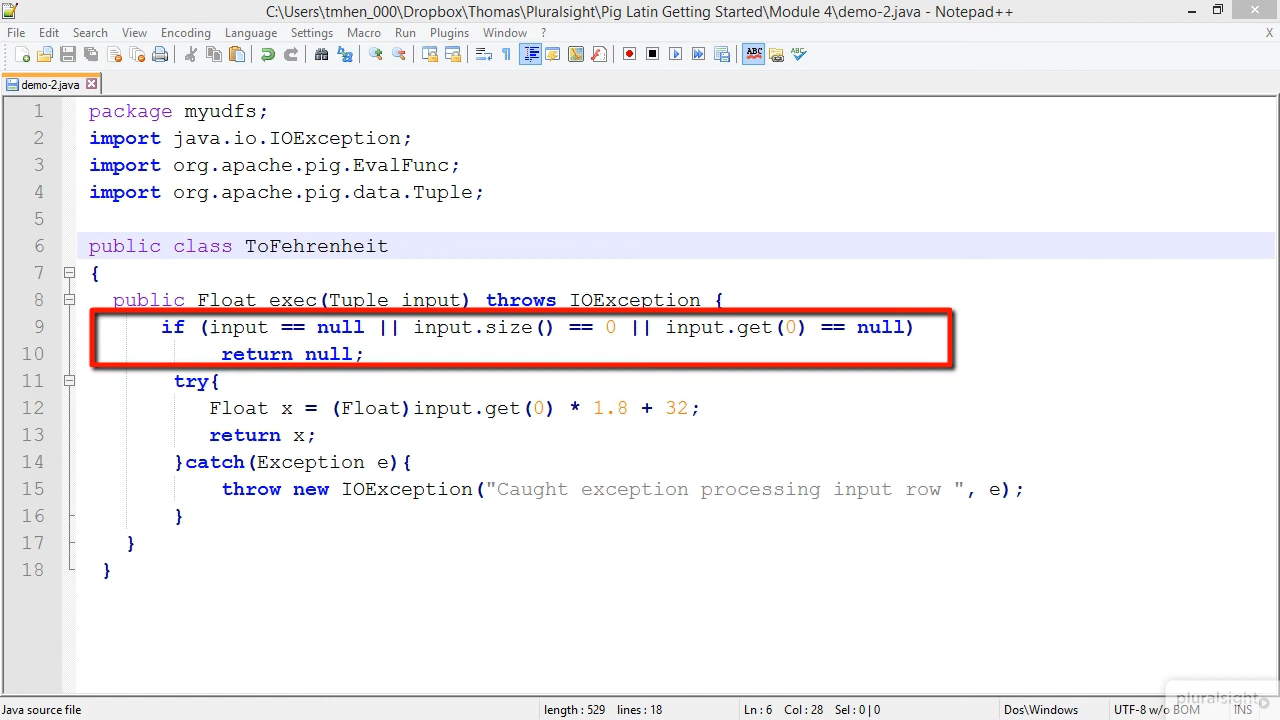 C:\Users\tmhen_000\Dropbox\Thomas\Pluralsight\Pig Latin Getting Started\Module 4\demo-2.java - Notepad++
File Edit Search View Encoding Language Settings Macro Run Plugins Window ? X
demo-2.java
1 package myudfs;
2 import java.io.IOException;
3 import org.apache.pig.EvalFunc;
4 import org.apache.pig.data.Tuple;
5
6 public class ToFehrenheit
7 {
8 public Float exec(Tuple input) throws IOException {
9 if (input == null || input.size() == 0 || input.get(0) == null)
10 return null;
11 try{
12 Float x = (Float)input.get(0) * 1.8 + 32;
13 return x;
14 }catch(Exception e){
15 throw new IOException("Caught exception processing input row ", e);
16 }
17 }
18 }
pluralsight
Java source file length : 529 lines : 18 Ln : 6 Col : 28 Sel : 0 | 0 Dos\Windows UTF-8 w/o BOM INS